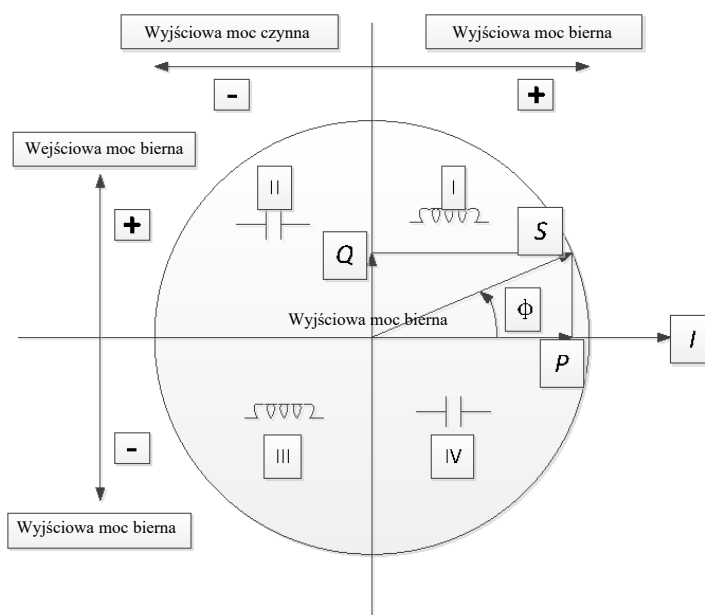 Wyjściowa moc czynna
Wyjściowa moc bierna
-
+
Wejściowa moc bierna
II
I
+
S
Q
Φ
Wyjściowa moc bierna
I
P
-
III
IV
Wyjściowa moc bierna